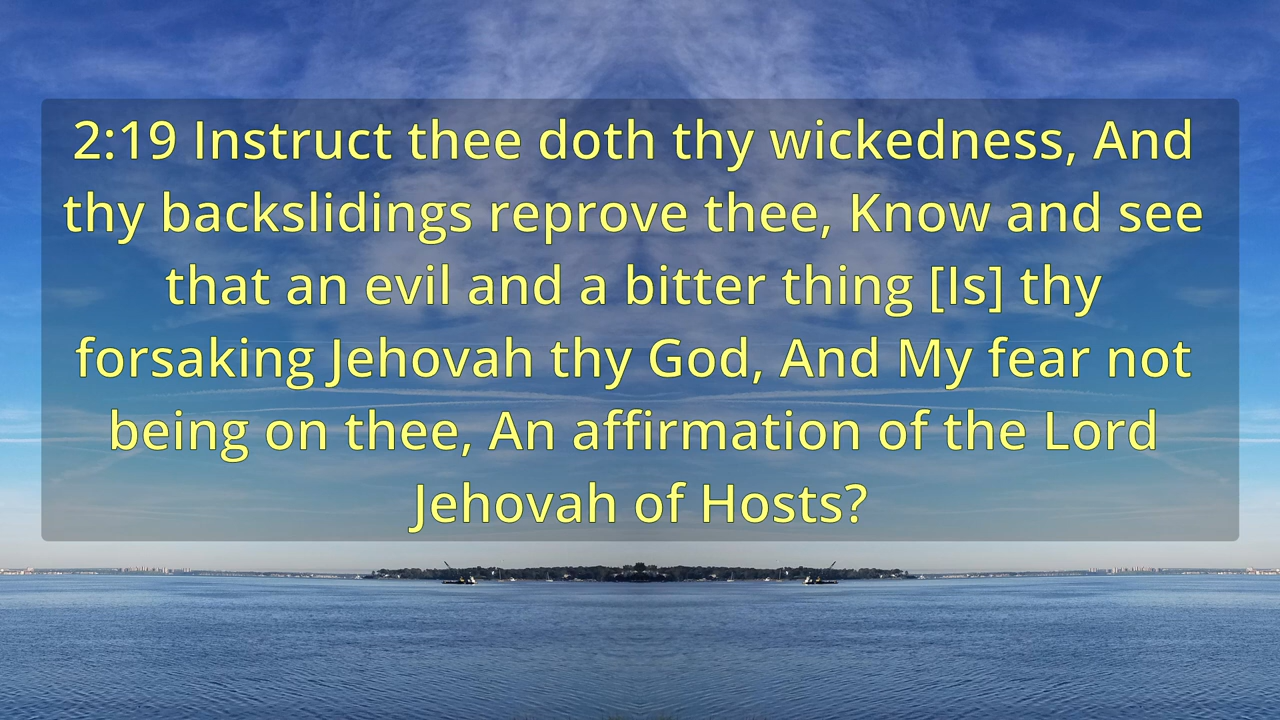 2:19 Instruct thee doth thy wickedness, And
thy backslidings reprove thee, Know and see
that an evil and a bitter thing [Is] thy
forsaking Jehovah thy God, And My fear not
being on thee, An affirmation of the Lord
Jehovah of Hosts?